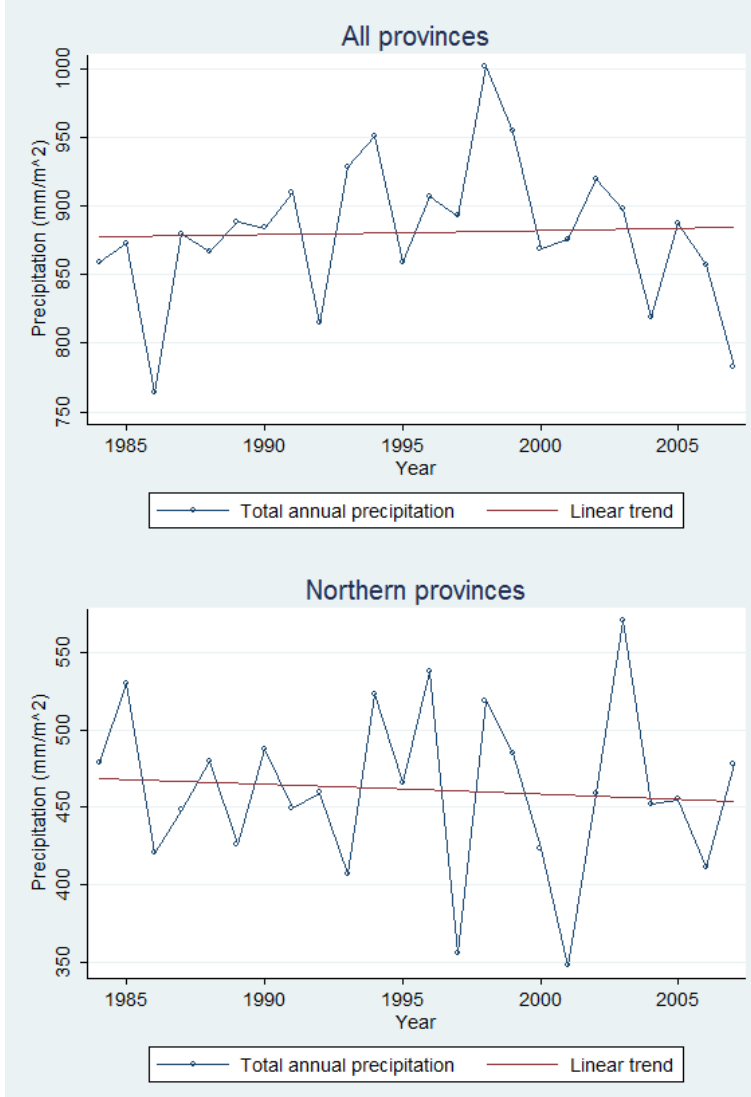 All provinces
Precipitation (mm/m^2)
1000
950
900
850
800
750
1985 1990 1995 2000 2005
Year
Total annual precipitation Linear trend
Northern provinces
Precipitation (mm/m^2)
550
500
450
400
350
1985 1990 1995 2000 2005
Year
Total annual precipitation Linear trend